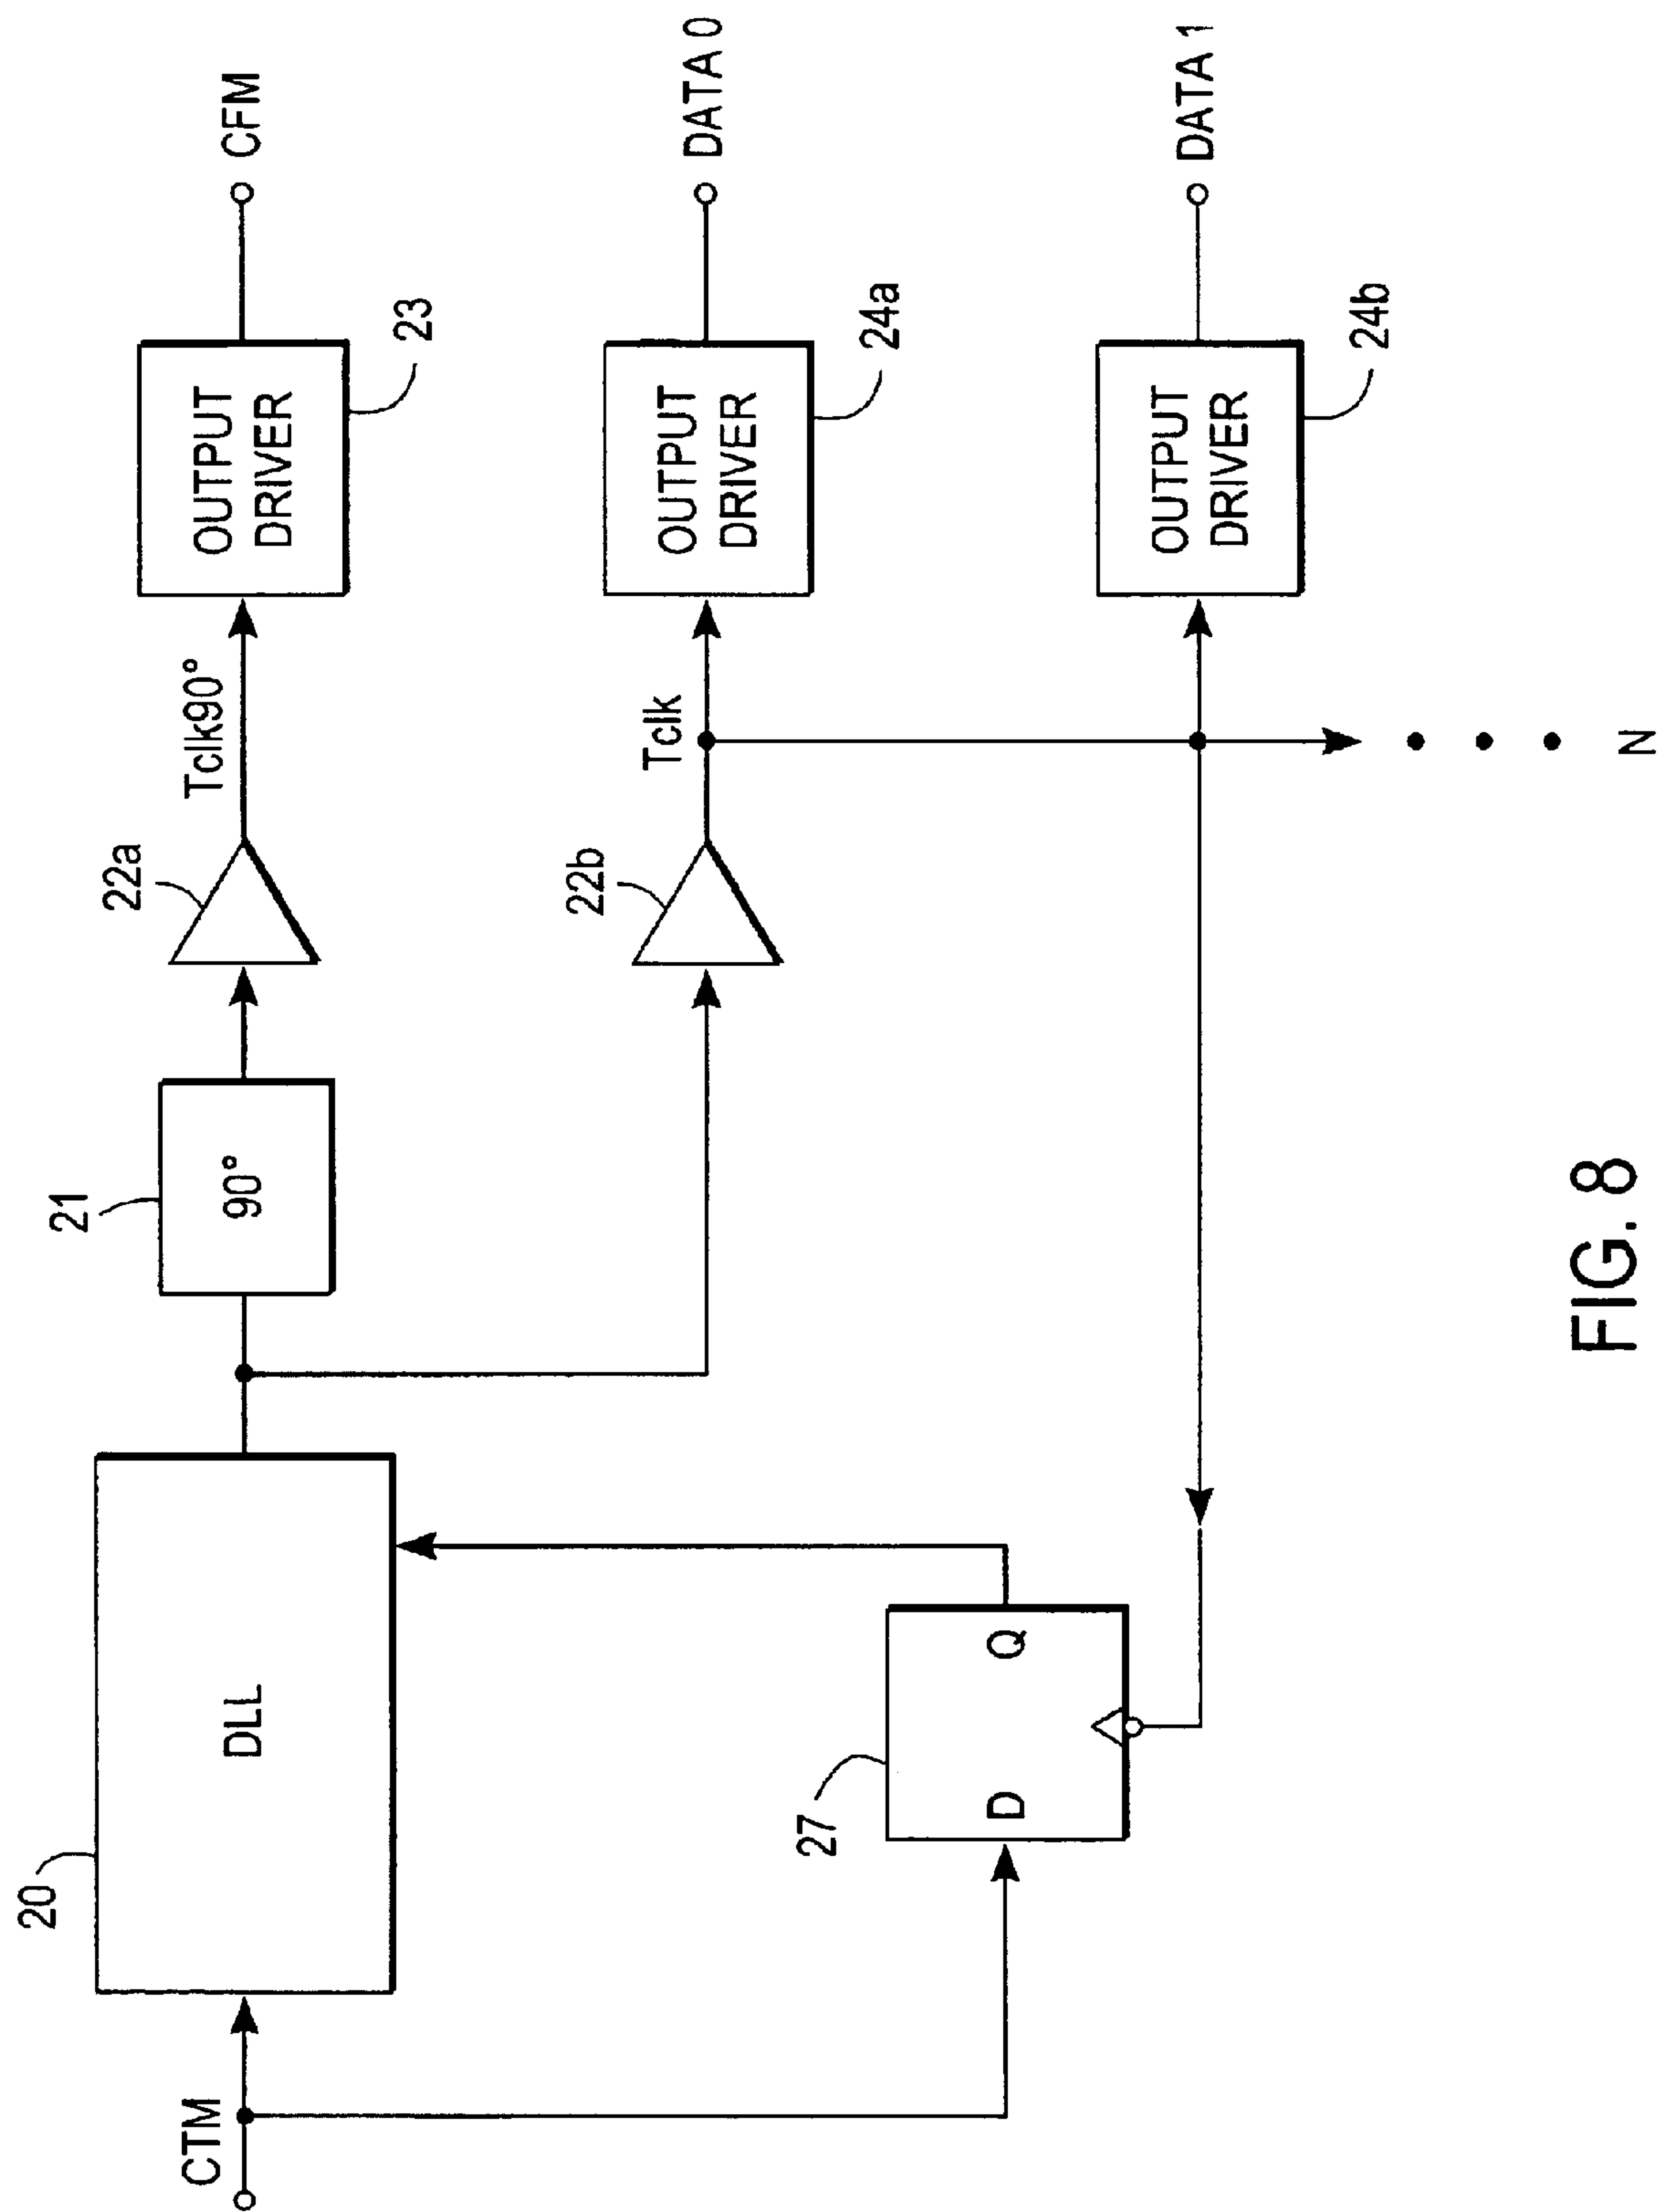 CTM
20
DLL
21
90°
22a
Tclk90°
OUTPUT
DRIVER
23
CFM
22b
Tclk
OUTPUT
DRIVER
24a
DATA 0
27
D
Q
OUTPUT
DRIVER
24b
DATA 1
N
FIG. 8